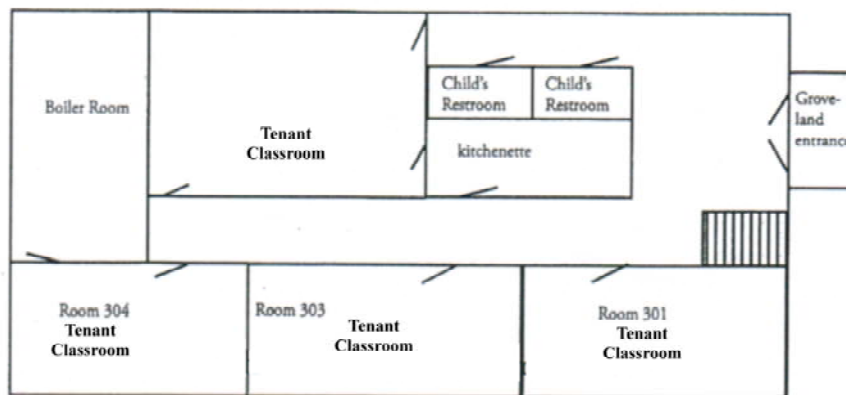 Boiler Room
Tenant
Classroom
Child's
Restroom
Child's
Restroom
kitchenette
Grove-
land
entrance
Room 304
Tenant
Classroom
Room 303
Tenant
Classroom
Room 301
Tenant
Classroom